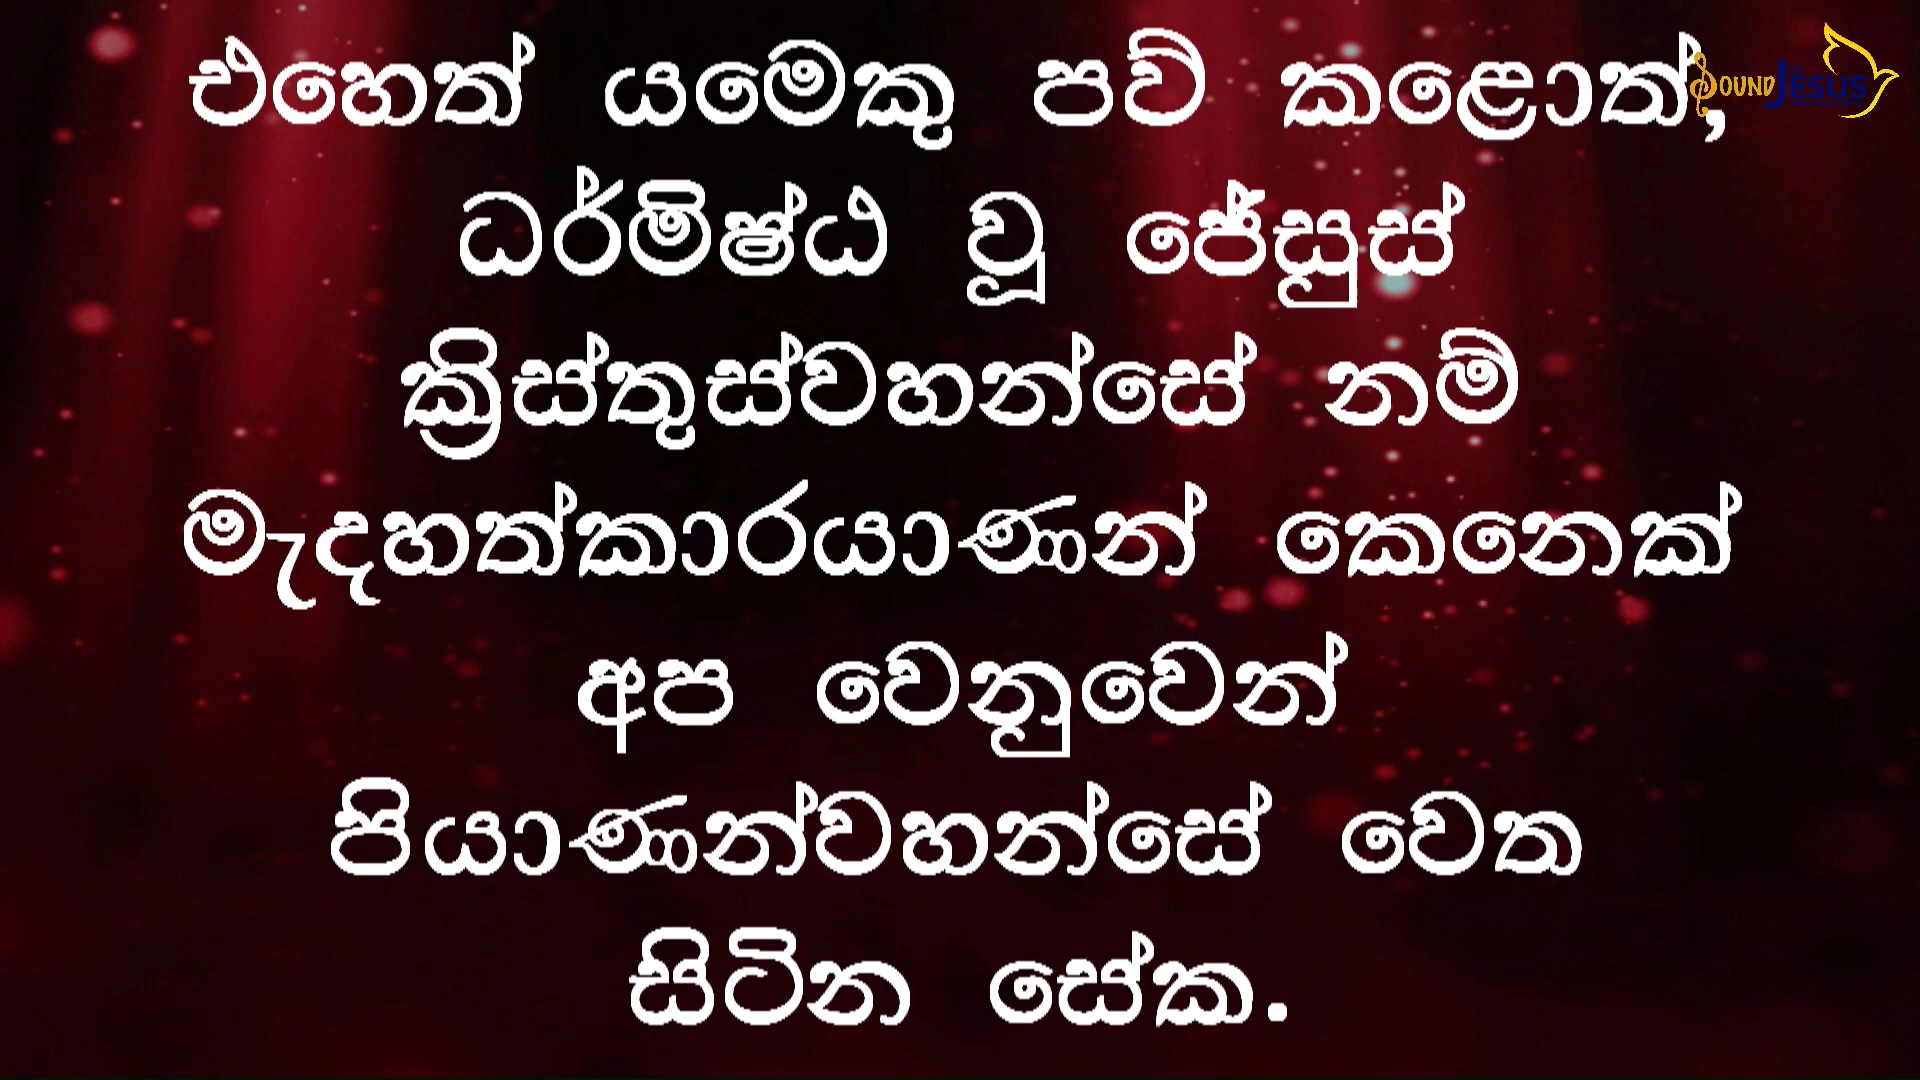 එහෙත් යමෙකු පව් කළොත්,
ධර්මිෂ්ඨ වූ ජේසුස්
ක්‍රිස්තුස්වහන්සේ නම්
මැදහත්කාරයාණන් කෙනෙක්
අප වෙනුවෙන්
පියාණන්වහන්සේ වෙත
සිටින සේක.
SOUND JESUS